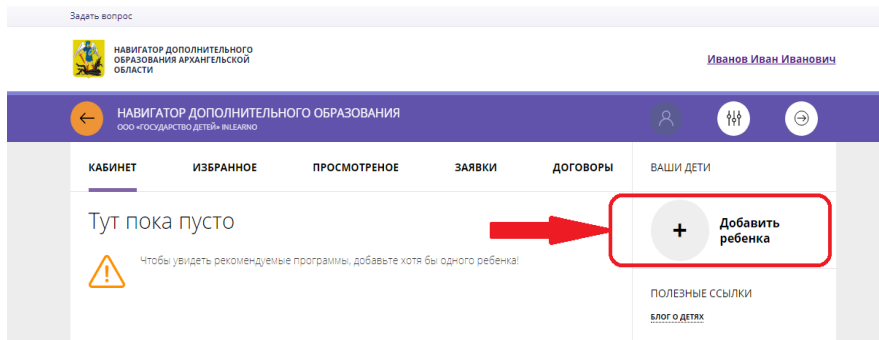 Задать вопрос
НАВИГАТОР ДОПОЛНИТЕЛЬНОГО
ОБРАЗОВАНИЯ АРХАНГЕЛЬСКОЙ
ОБЛАСТИ
Иванов Иван Иванович
НАВИГАТОР ДОПОЛНИТЕЛЬНОГО ОБРАЗОВАНИЯ
ООО «ГОСУДАРСТВО ДЕТЕЙ» INLEARNO
КАБИНЕТ ИЗБРАННОЕ ПРОСМОТРЕНОЕ ЗАЯВКИ ДОГОВОРЫ
ВАШИ ДЕТИ
Тут пока пусто
Чтобы увидеть рекомендуемые программы, добавьте хотя бы одного ребенка!
+ Добавить
ребенка
ПОЛЕЗНЫЕ ССЫЛКИ
БЛОГ О ДЕТЯХ